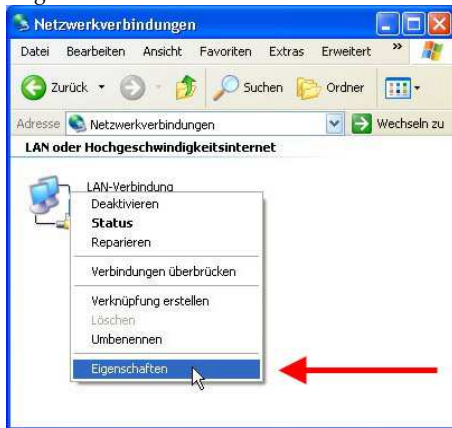 Netzwerkverbindungen
Datei Bearbeiten Ansicht Favoriten Extras Erweitert »
Zurück Suchen Ordner
Adresse Netzwerkverbindungen Wechseln zu
LAN oder Hochgeschwindigkeitsinternet
LAN-Verbindung
Deaktivieren
Status
Reparieren
Verbindungen überbrücken
Verknüpfung erstellen
Löschen
Umbenennen
Eigenschaften